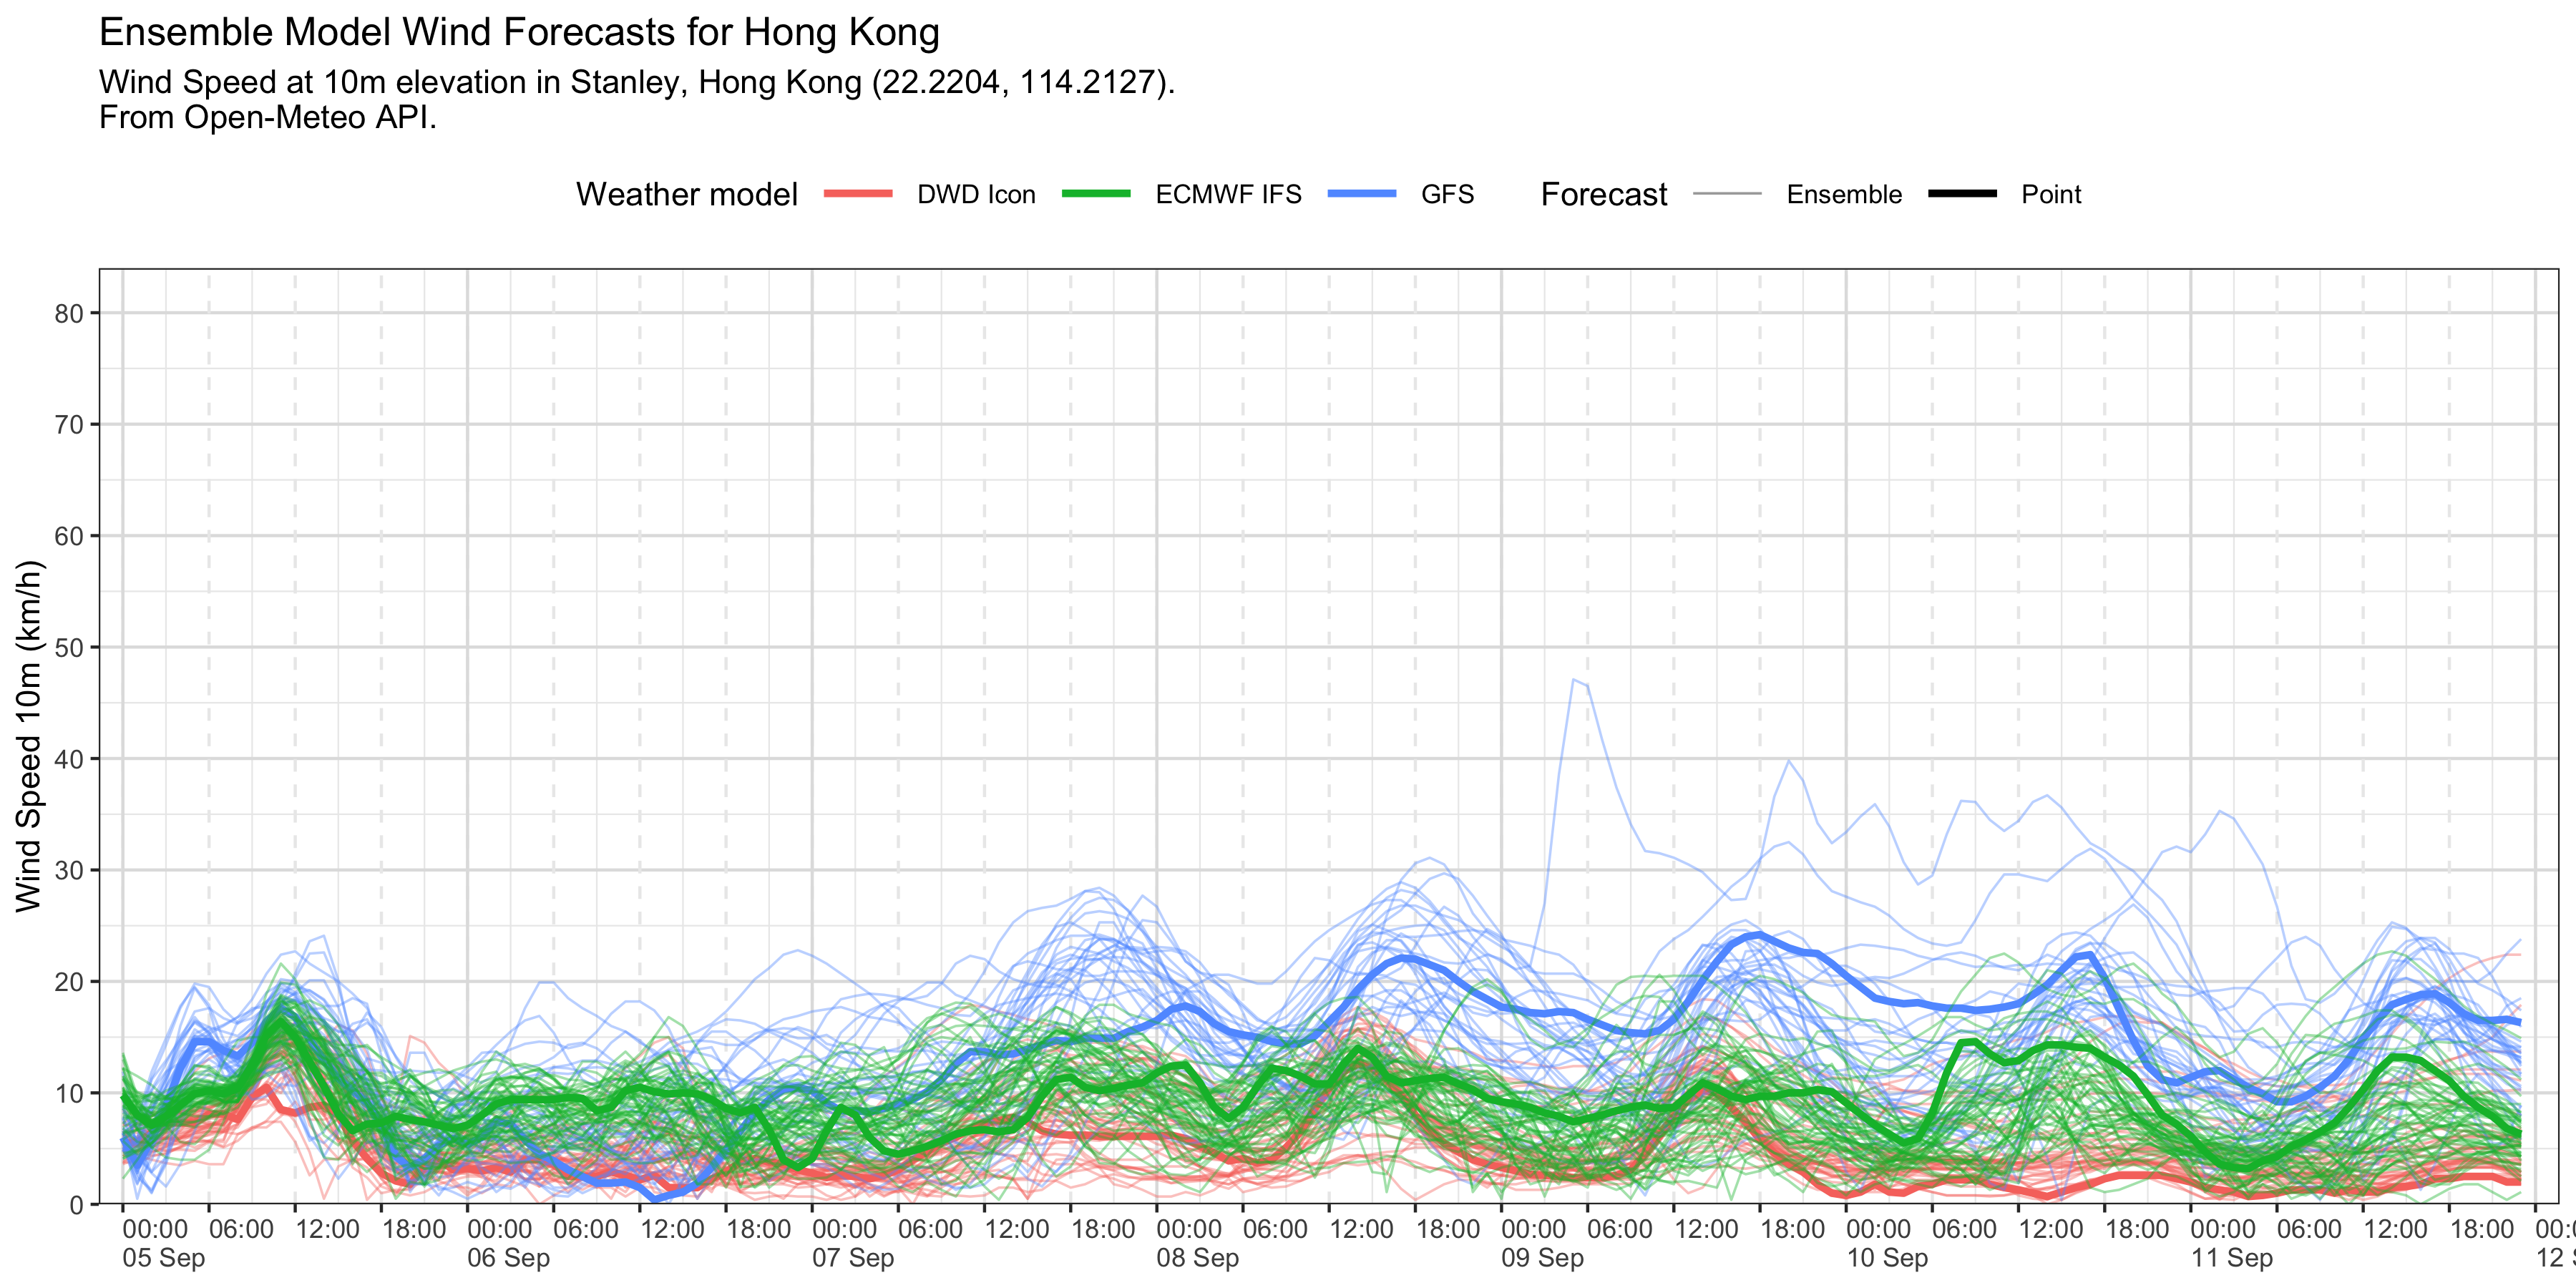 Ensemble Model Wind Forecasts for Hong Kong
Wind Speed at 10m elevation in Stanley, Hong Kong (22.2204, 114.2127).
From Open-Meteo API.
Weather model DWD Icon ECMWF IFS GFS Forecast Ensemble Point
Wind Speed 10m (km/h)
80
70
60
50
40
30
20
10
0
00:00 06:00 12:00 18:00 00:00 06:00 12:00 18:00 00:00 06:00 12:00 18:00 00:00 06:00 12:00 18:00 00:00 06:00 12:00 18:00 00:00 06:00 12:00 18:00 00:00 06:00 12:00 18:00
05 Sep 06 Sep 07 Sep 08 Sep 09 Sep 10 Sep 11 Sep 12